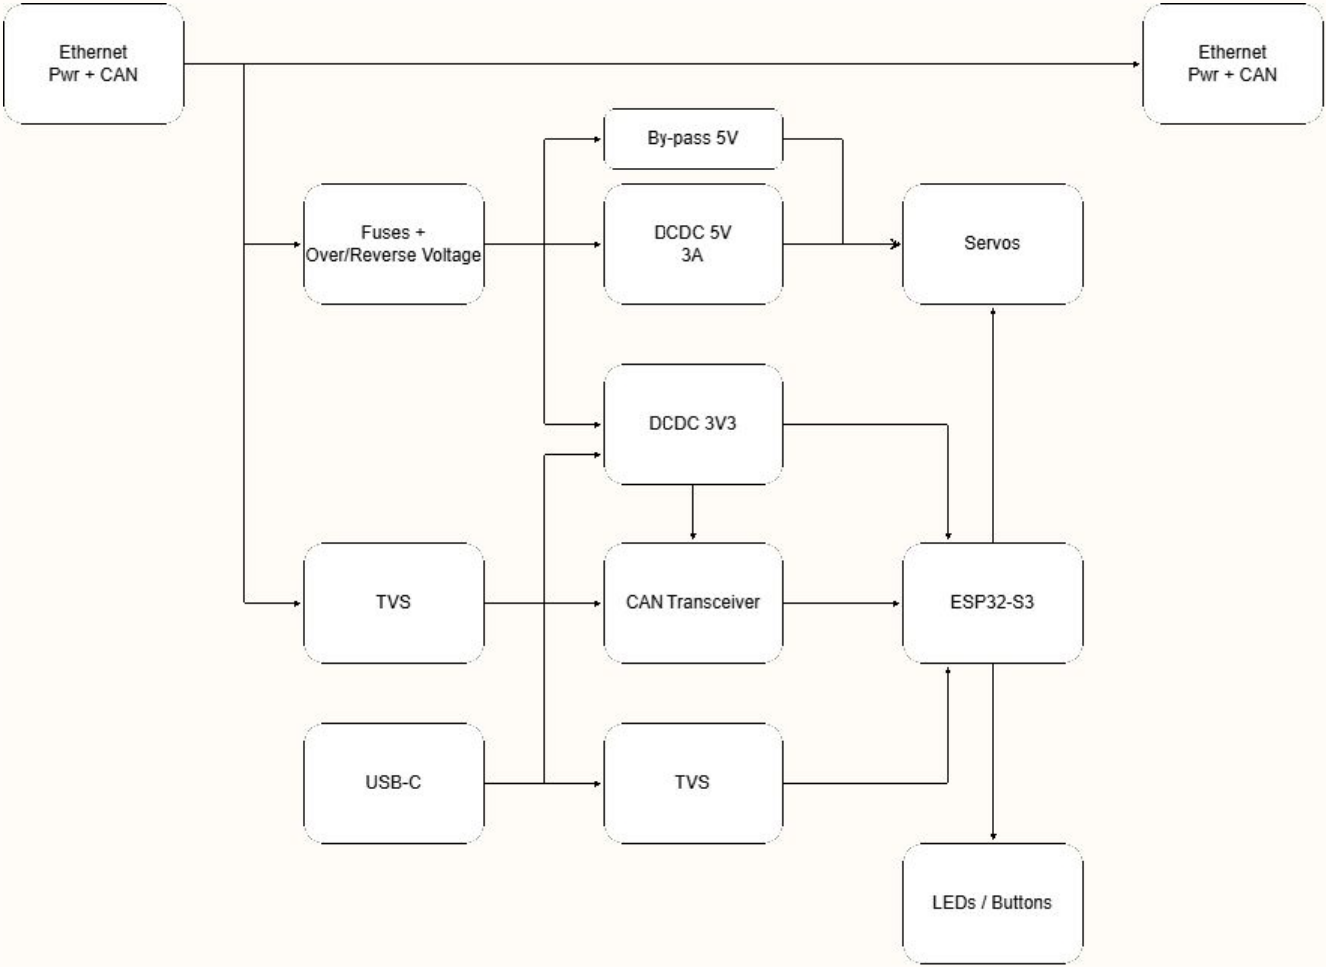 Ethernet
Pwr + CAN
Ethernet
Pwr + CAN
By-pass 5V
Fuses +
Over/Reverse Voltage
DCDC 5V
3A
Servos
DCDC 3V3
TVS
CAN Transceiver
ESP32-S3
USB-C
TVS
LEDs / Buttons